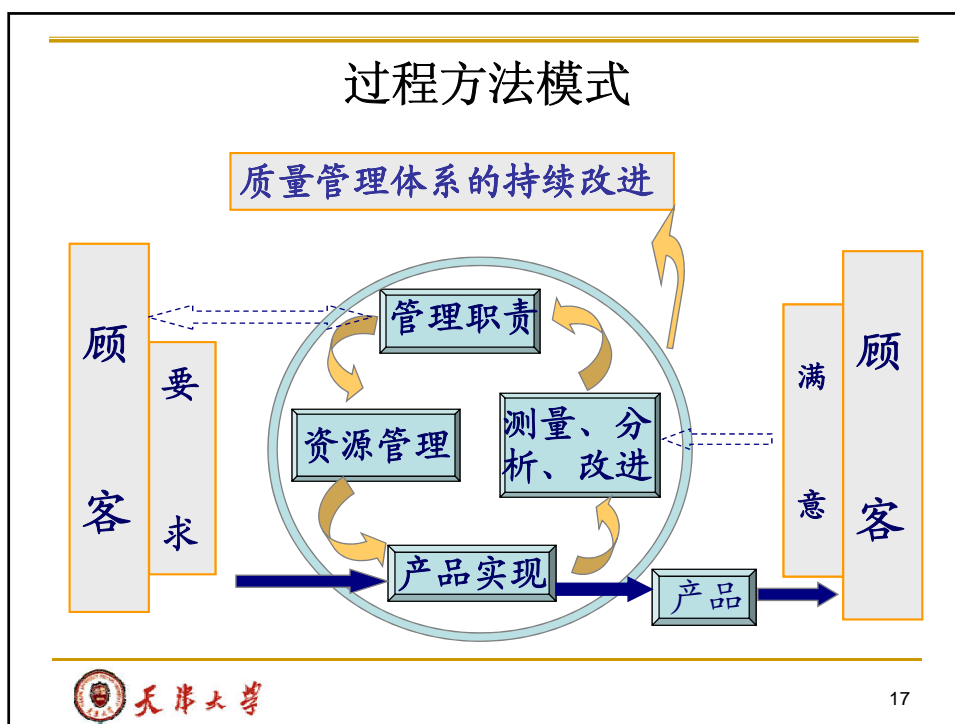 过程方法模式
质量管理体系的持续改进
顾客
要求
管理职责
资源管理
测量、分
析、改进
产品实现
产品
满意
顾客
天津大学
17